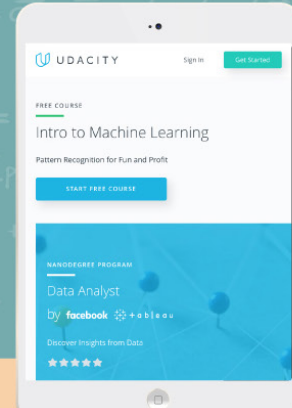 UDACITY
Sign In
Get Started
FREE COURSE
Intro to Machine Learning
Pattern Recognition for Fun and Profit
START FREE COURSE
NANODEGREE PROGRAM
Data Analyst
by facebook +ableau
Discover Insights from Data